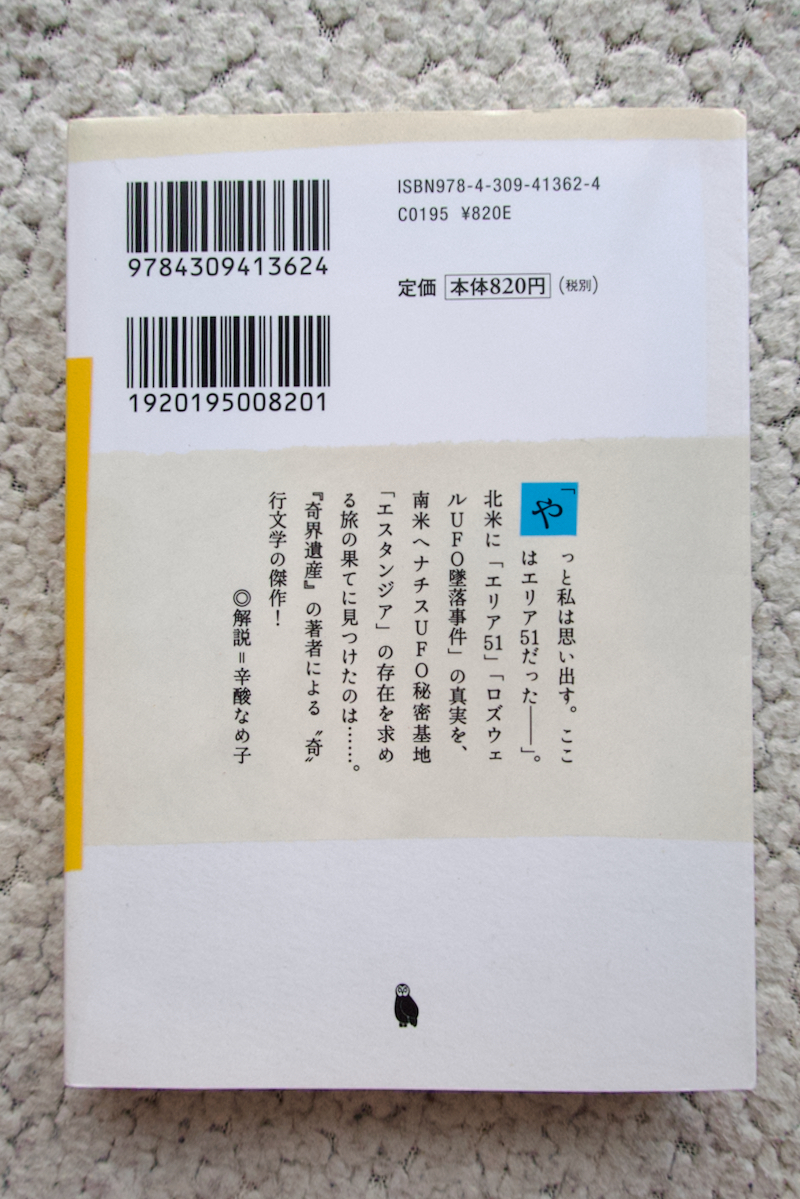 ISBN978-4-309-41362-4
C0195 ¥820E
9784309413624
定価 本体820円 (税別)
1920195008201
「や
っと私は思い出す。ここ
はエリア51だった――」。
北米に「エリア51」「ロズウェ
ルUFO墜落事件」の真実を、
南米へナチスUFO秘密基地
「エスタンジア」の存在を求め
る旅の果てに見つけたのは……。
『奇界遺産』の著者による〝奇〟
行文学の傑作!
◎解説=辛酸なめ子